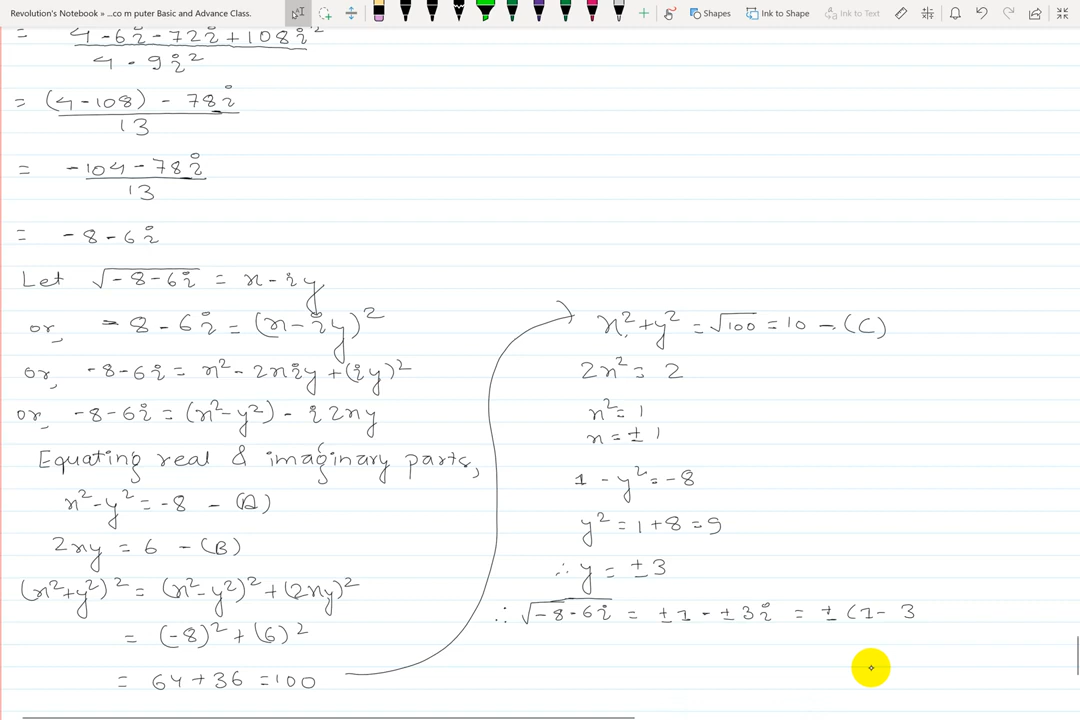 Revolution's Notebook » ...co m puter Basic and Advance Class.
Shapes
Ink to Shape
Ink to Text
= 4 - 6i - 72i + 108i²
4 - 9i²
= (4 - 108) - 78i
13
= -104 - 78i
13
= -8 - 6i
Let √-8-6i = x - iy
or, -8 - 6i = (x - iy)²
or, -8 - 6i = x² - 2xiy + (iy)²
or, -8 - 6i = (x² - y²) - i2xy
Equating real & imaginary parts,
x² - y² = -8 - (A)
2xy = 6 - (B)
(x² + y²)² = (x² - y²)² + (2xy)²
= (-8)² + (6)²
= 64 + 36 = 100
x² + y² = √100 = 10 - (C)
2x² = 2
x² = 1
x = ± 1
1 - y² = -8
y² = 1 + 8 = 9
∴ y = ± 3
∴ √-8-6i = ±1 - ±3i = ± (1 - 3